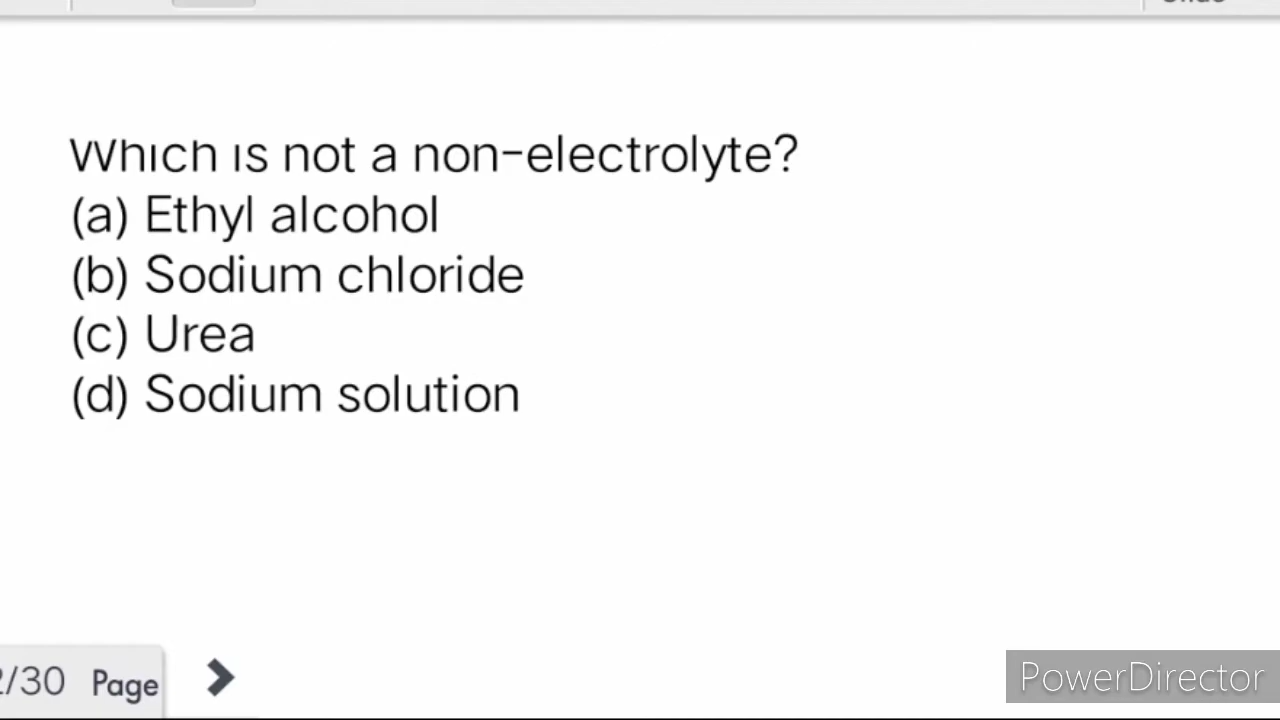 Which is not a non-electrolyte?
(a) Ethyl alcohol
(b) Sodium chloride
(c) Urea
(d) Sodium solution
/30 Page
PowerDirector